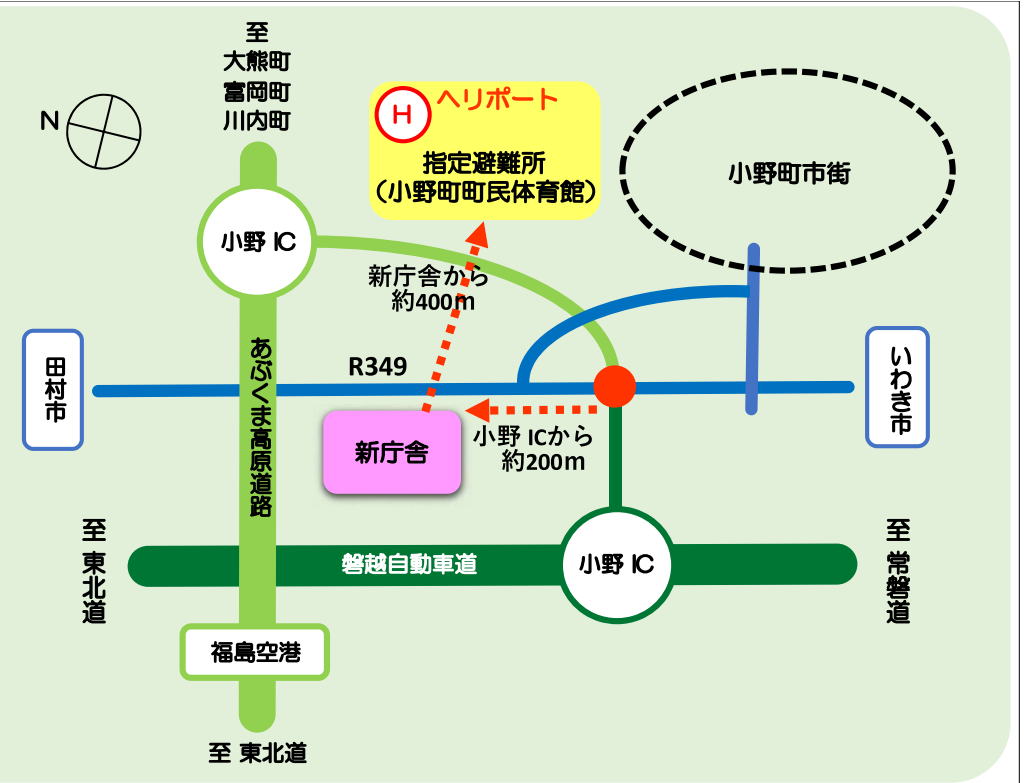 至
大熊町
富岡町
川内町
N
H
ヘリポート
指定避難所
（小野町町民体育館）
小野町市街
小野 IC
新庁舎から
約400m
田村市
あぶくま高原道路
R349
いわき市
新庁舎
小野 ICから
約200m
至 東北道
磐越自動車道
小野 IC
至 常磐道
福島空港
至 東北道